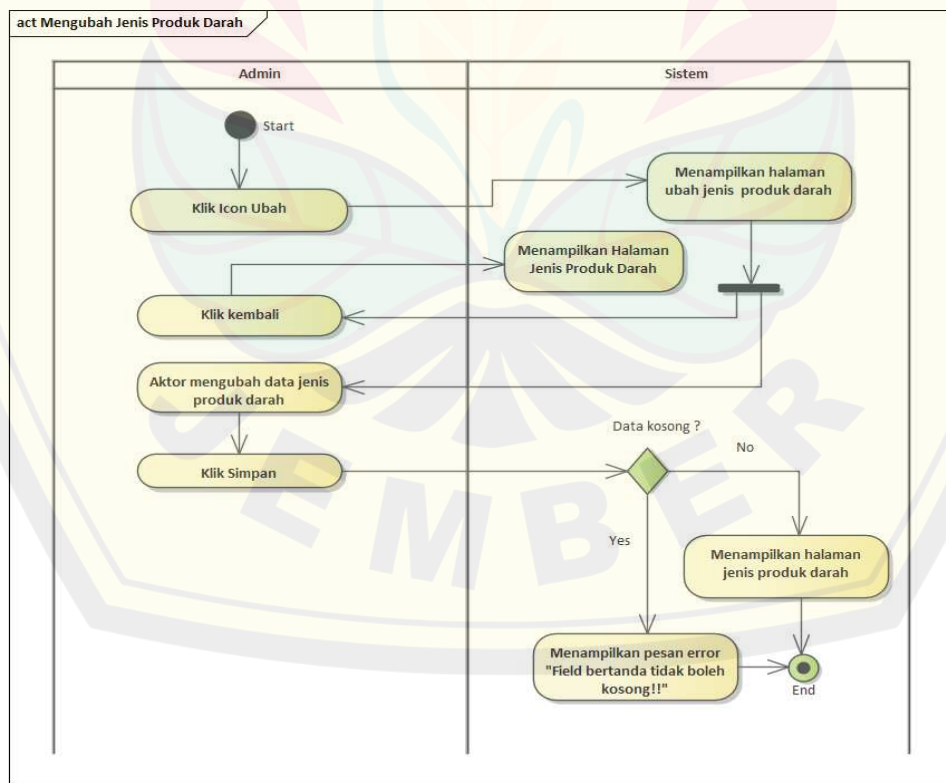 act Mengubah Jenis Produk Darah
Admin
Sistem
Start
Klik Icon Ubah
Menampilkan halaman
ubah jenis produk darah
Menampilkan Halaman
Jenis Produk Darah
Klik kembali
Aktor mengubah data jenis
produk darah
Klik Simpan
Data kosong ?
No
Yes
Menampilkan halaman
jenis produk darah
Menampilkan pesan error
"Field bertanda tidak boleh
kosong!!"
End